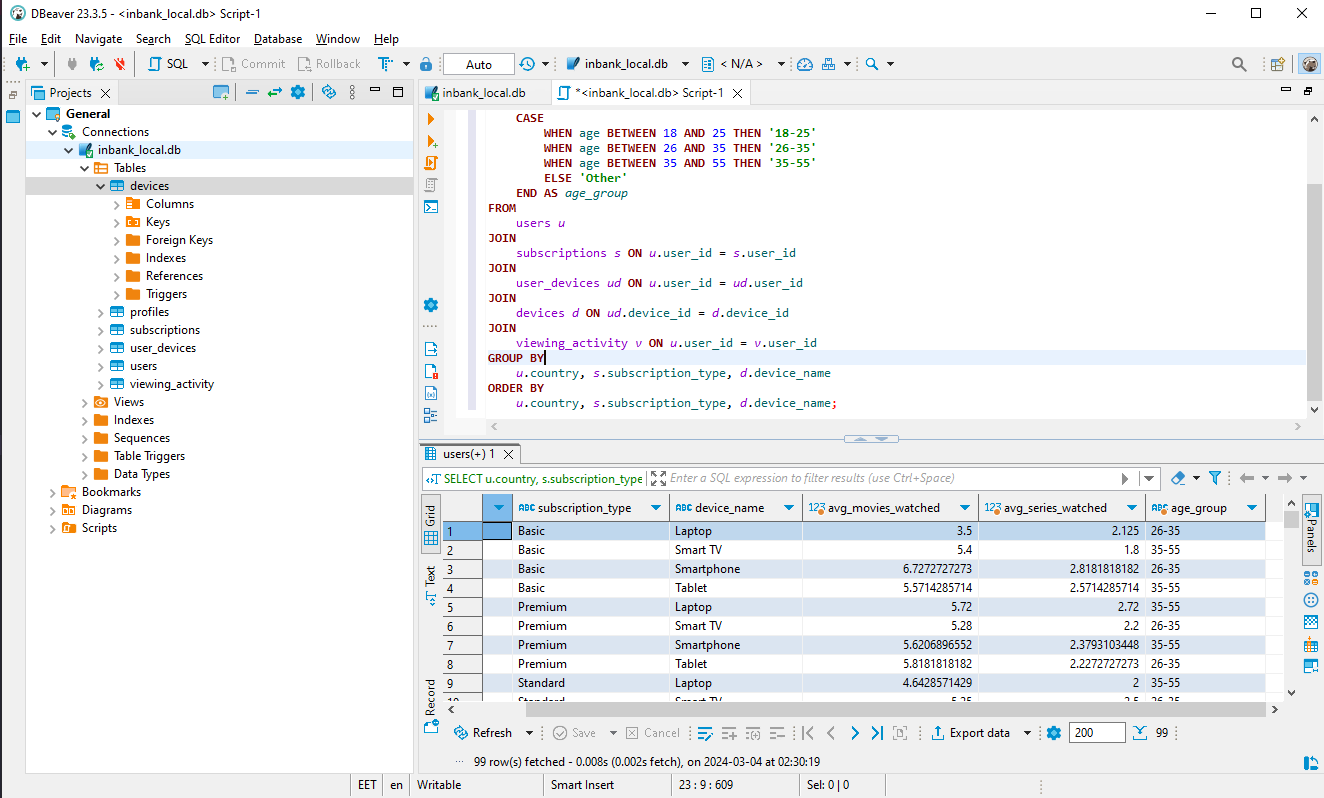 DBeaver 23.3.5 - <inbank_local.db> Script-1
File Edit Navigate Search SQL Editor Database Window Help
SQL Commit Rollback Auto inbank_local.db < N/A >
Projects
General
Connections
inbank_local.db
Tables
devices
Columns
Keys
Foreign Keys
Indexes
References
Triggers
profiles
subscriptions
user_devices
users
viewing_activity
Views
Indexes
Sequences
Table Triggers
Data Types
Bookmarks
Diagrams
Scripts
inbank_local.db *<inbank_local.db> Script-1
CASE
WHEN age BETWEEN 18 AND 25 THEN '18-25'
WHEN age BETWEEN 26 AND 35 THEN '26-35'
WHEN age BETWEEN 35 AND 55 THEN '35-55'
ELSE 'Other'
END AS age_group
FROM
users u
JOIN
subscriptions s ON u.user_id = s.user_id
JOIN
user_devices ud ON u.user_id = ud.user_id
JOIN
devices d ON ud.device_id = d.device_id
JOIN
viewing_activity v ON u.user_id = v.user_id
GROUP BY
u.country, s.subscription_type, d.device_name
ORDER BY
u.country, s.subscription_type, d.device_name;
users(+) 1
SELECT u.country, s.subscription_type Enter a SQL expression to filter results (use Ctrl+Space)
Grid
Text
Record
ABC subscription_type ABC device_name 123 avg_movies_watched 123 avg_series_watched ABC age_group
1 Basic Laptop 3.5 2.125 26-35
2 Basic Smart TV 5.4 1.8 35-55
3 Basic Smartphone 6.7272727273 2.8181818182 26-35
4 Basic Tablet 5.5714285714 2.5714285714 35-55
5 Premium Laptop 5.72 2.72 35-55
6 Premium Smart TV 5.28 2.2 26-35
7 Premium Smartphone 5.6206896552 2.3793103448 35-55
8 Premium Tablet 5.8181818182 2.2272727273 26-35
9 Standard Laptop 4.6428571429 2 35-55
Panels
Refresh Save Cancel Export data 200 99
99 row(s) fetched - 0.008s (0.002s fetch), on 2024-03-04 at 02:30:19
EET en Writable Smart Insert 23 : 9 : 609 Sel: 0 | 0